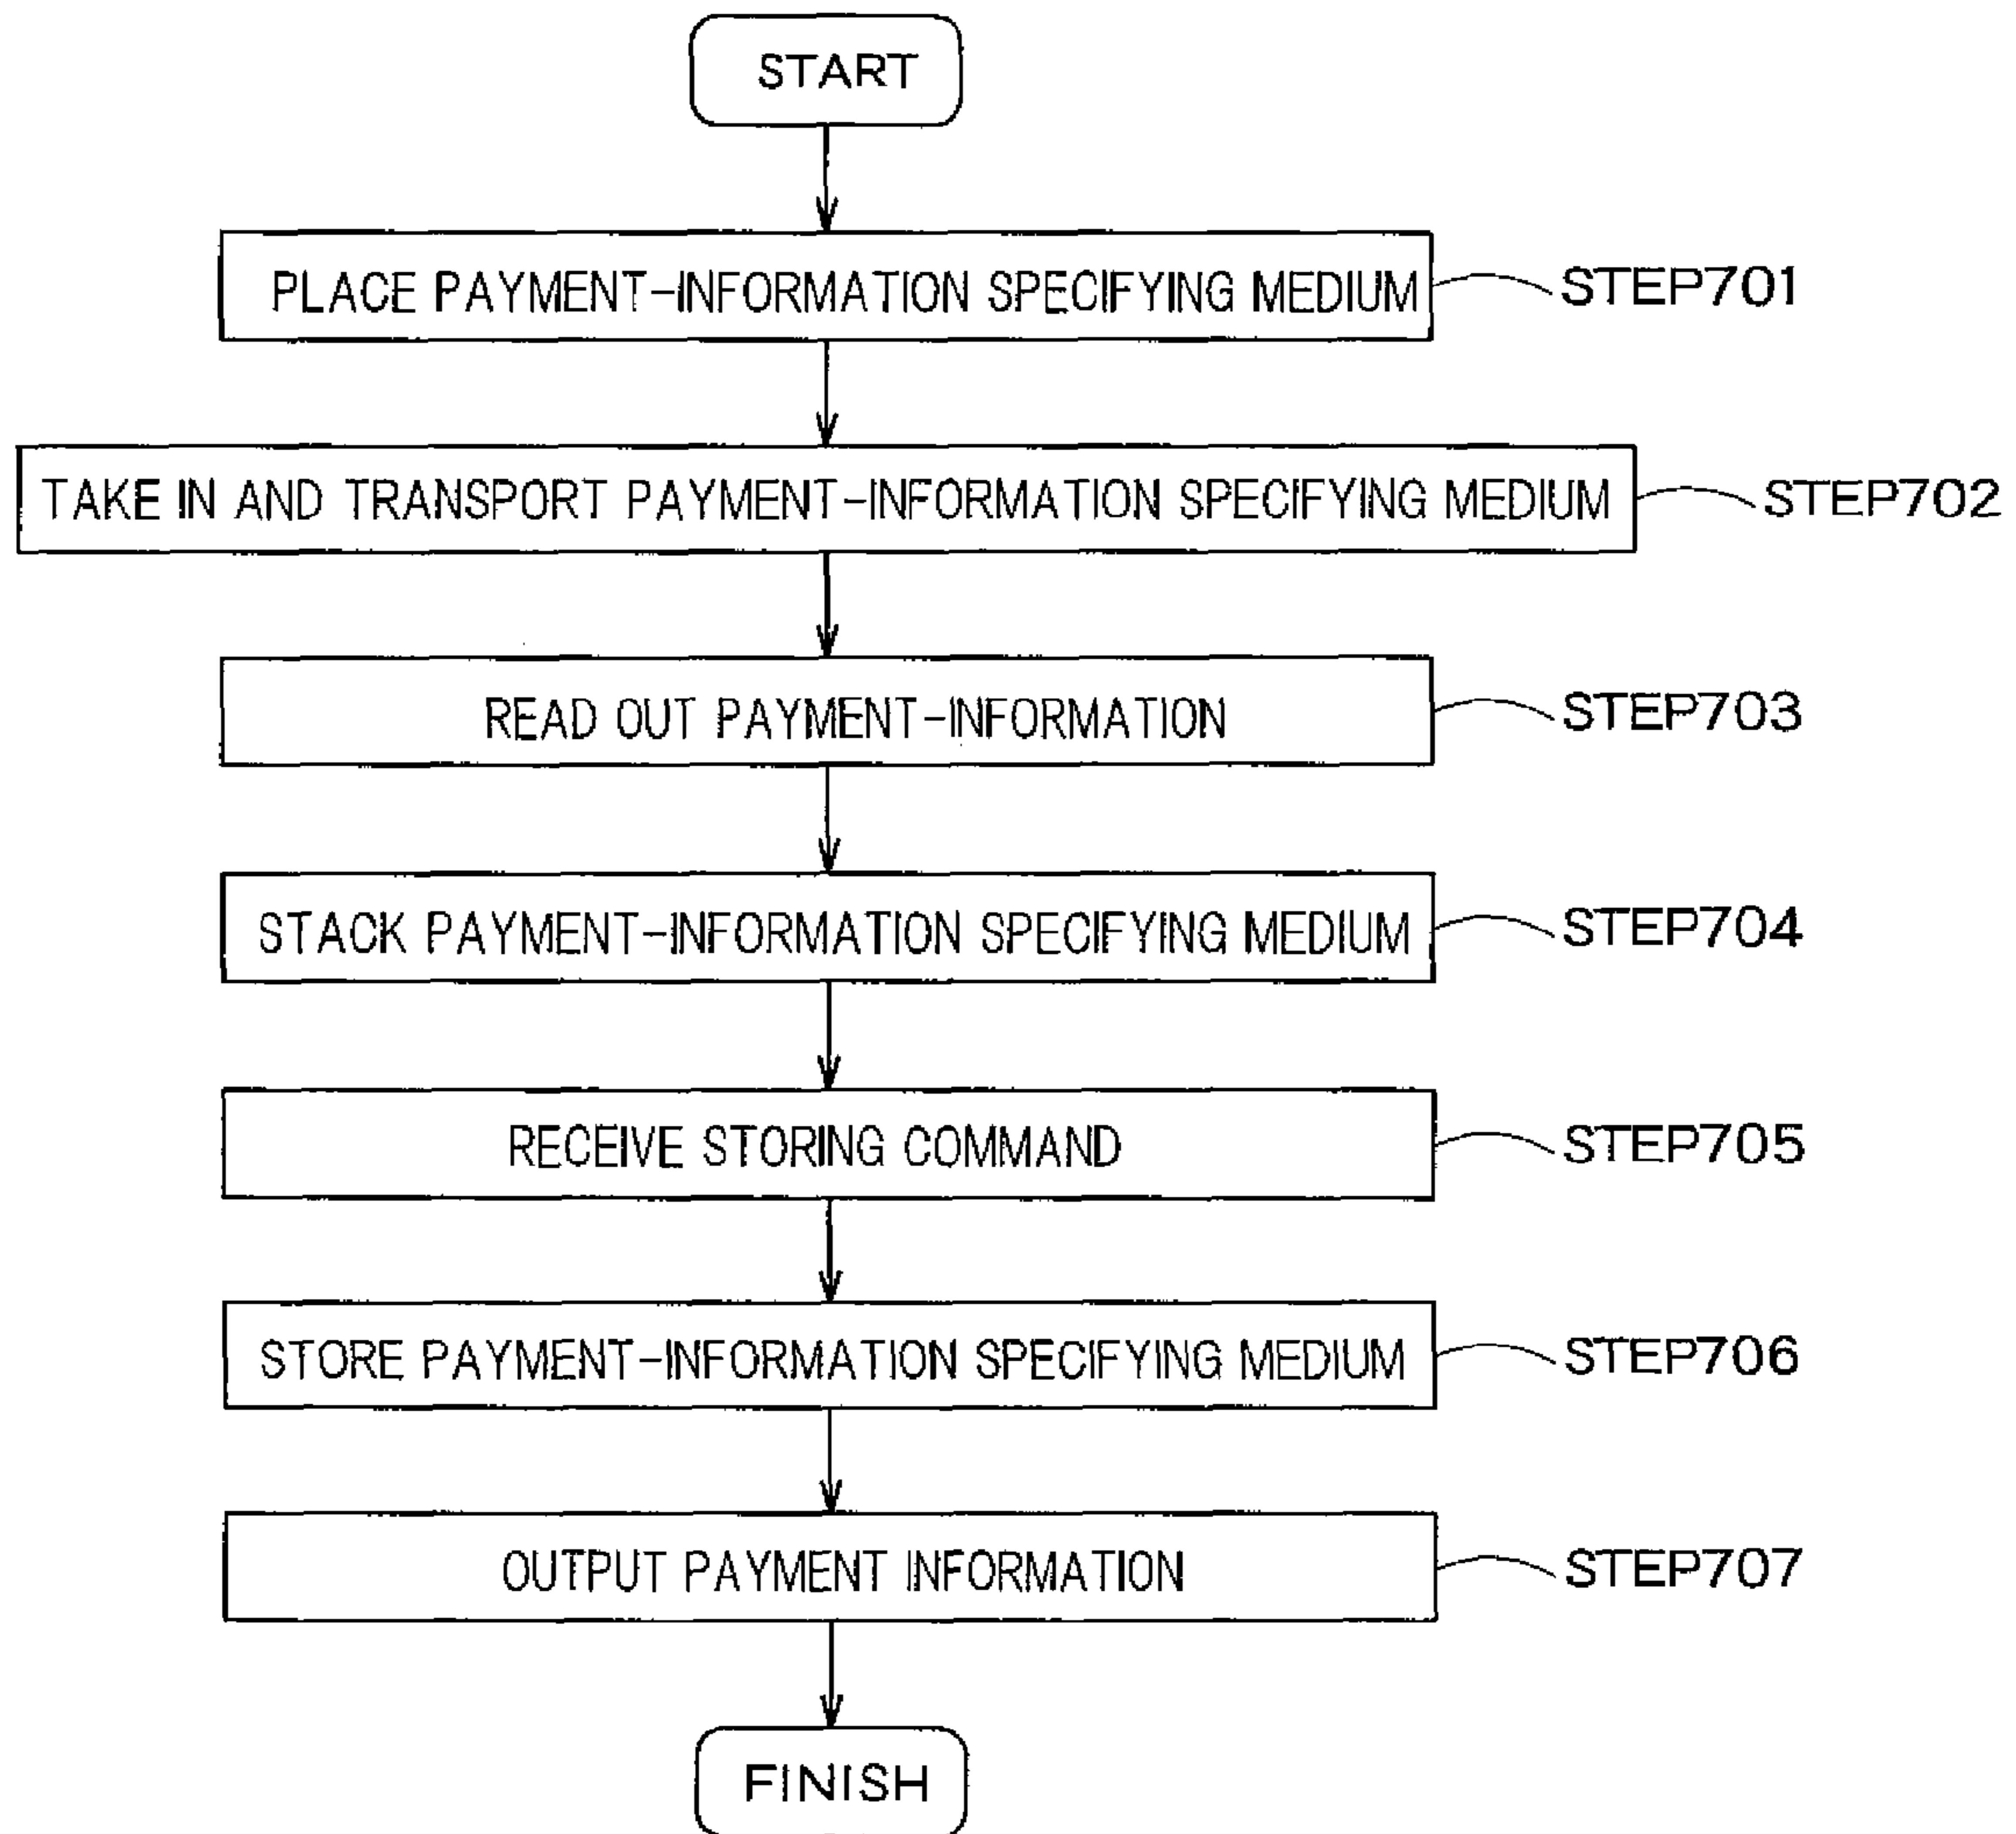 START
PLACE PAYMENT-INFORMATION SPECIFYING MEDIUM STEP701
TAKE IN AND TRANSPORT PAYMENT-INFORMATION SPECIFYING MEDIUM STEP702
READ OUT PAYMENT-INFORMATION STEP703
STACK PAYMENT-INFORMATION SPECIFYING MEDIUM STEP704
RECEIVE STORING COMMAND STEP705
STORE PAYMENT-INFORMATION SPECIFYING MEDIUM STEP706
OUTPUT PAYMENT INFORMATION STEP707
FINISH